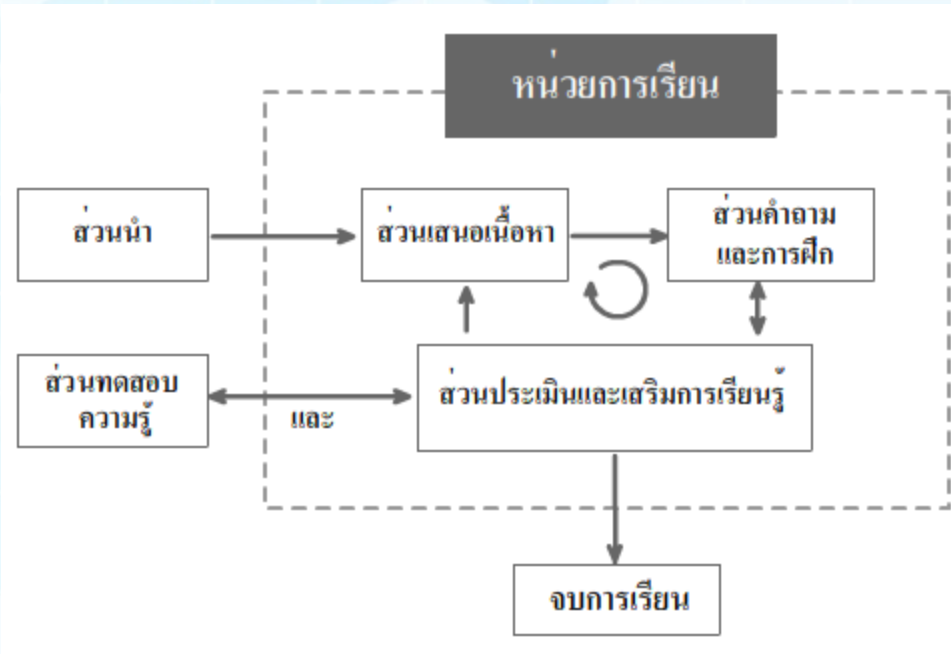 หน่วยการเรียน
ส่วนนำ
ส่วนเสนอเนื้อหา
ส่วนคำถาม
และการฝึก
ส่วนทดสอบ
ความรู้
และ
ส่วนประเมินและเสริมการเรียนรู้
จบการเรียน